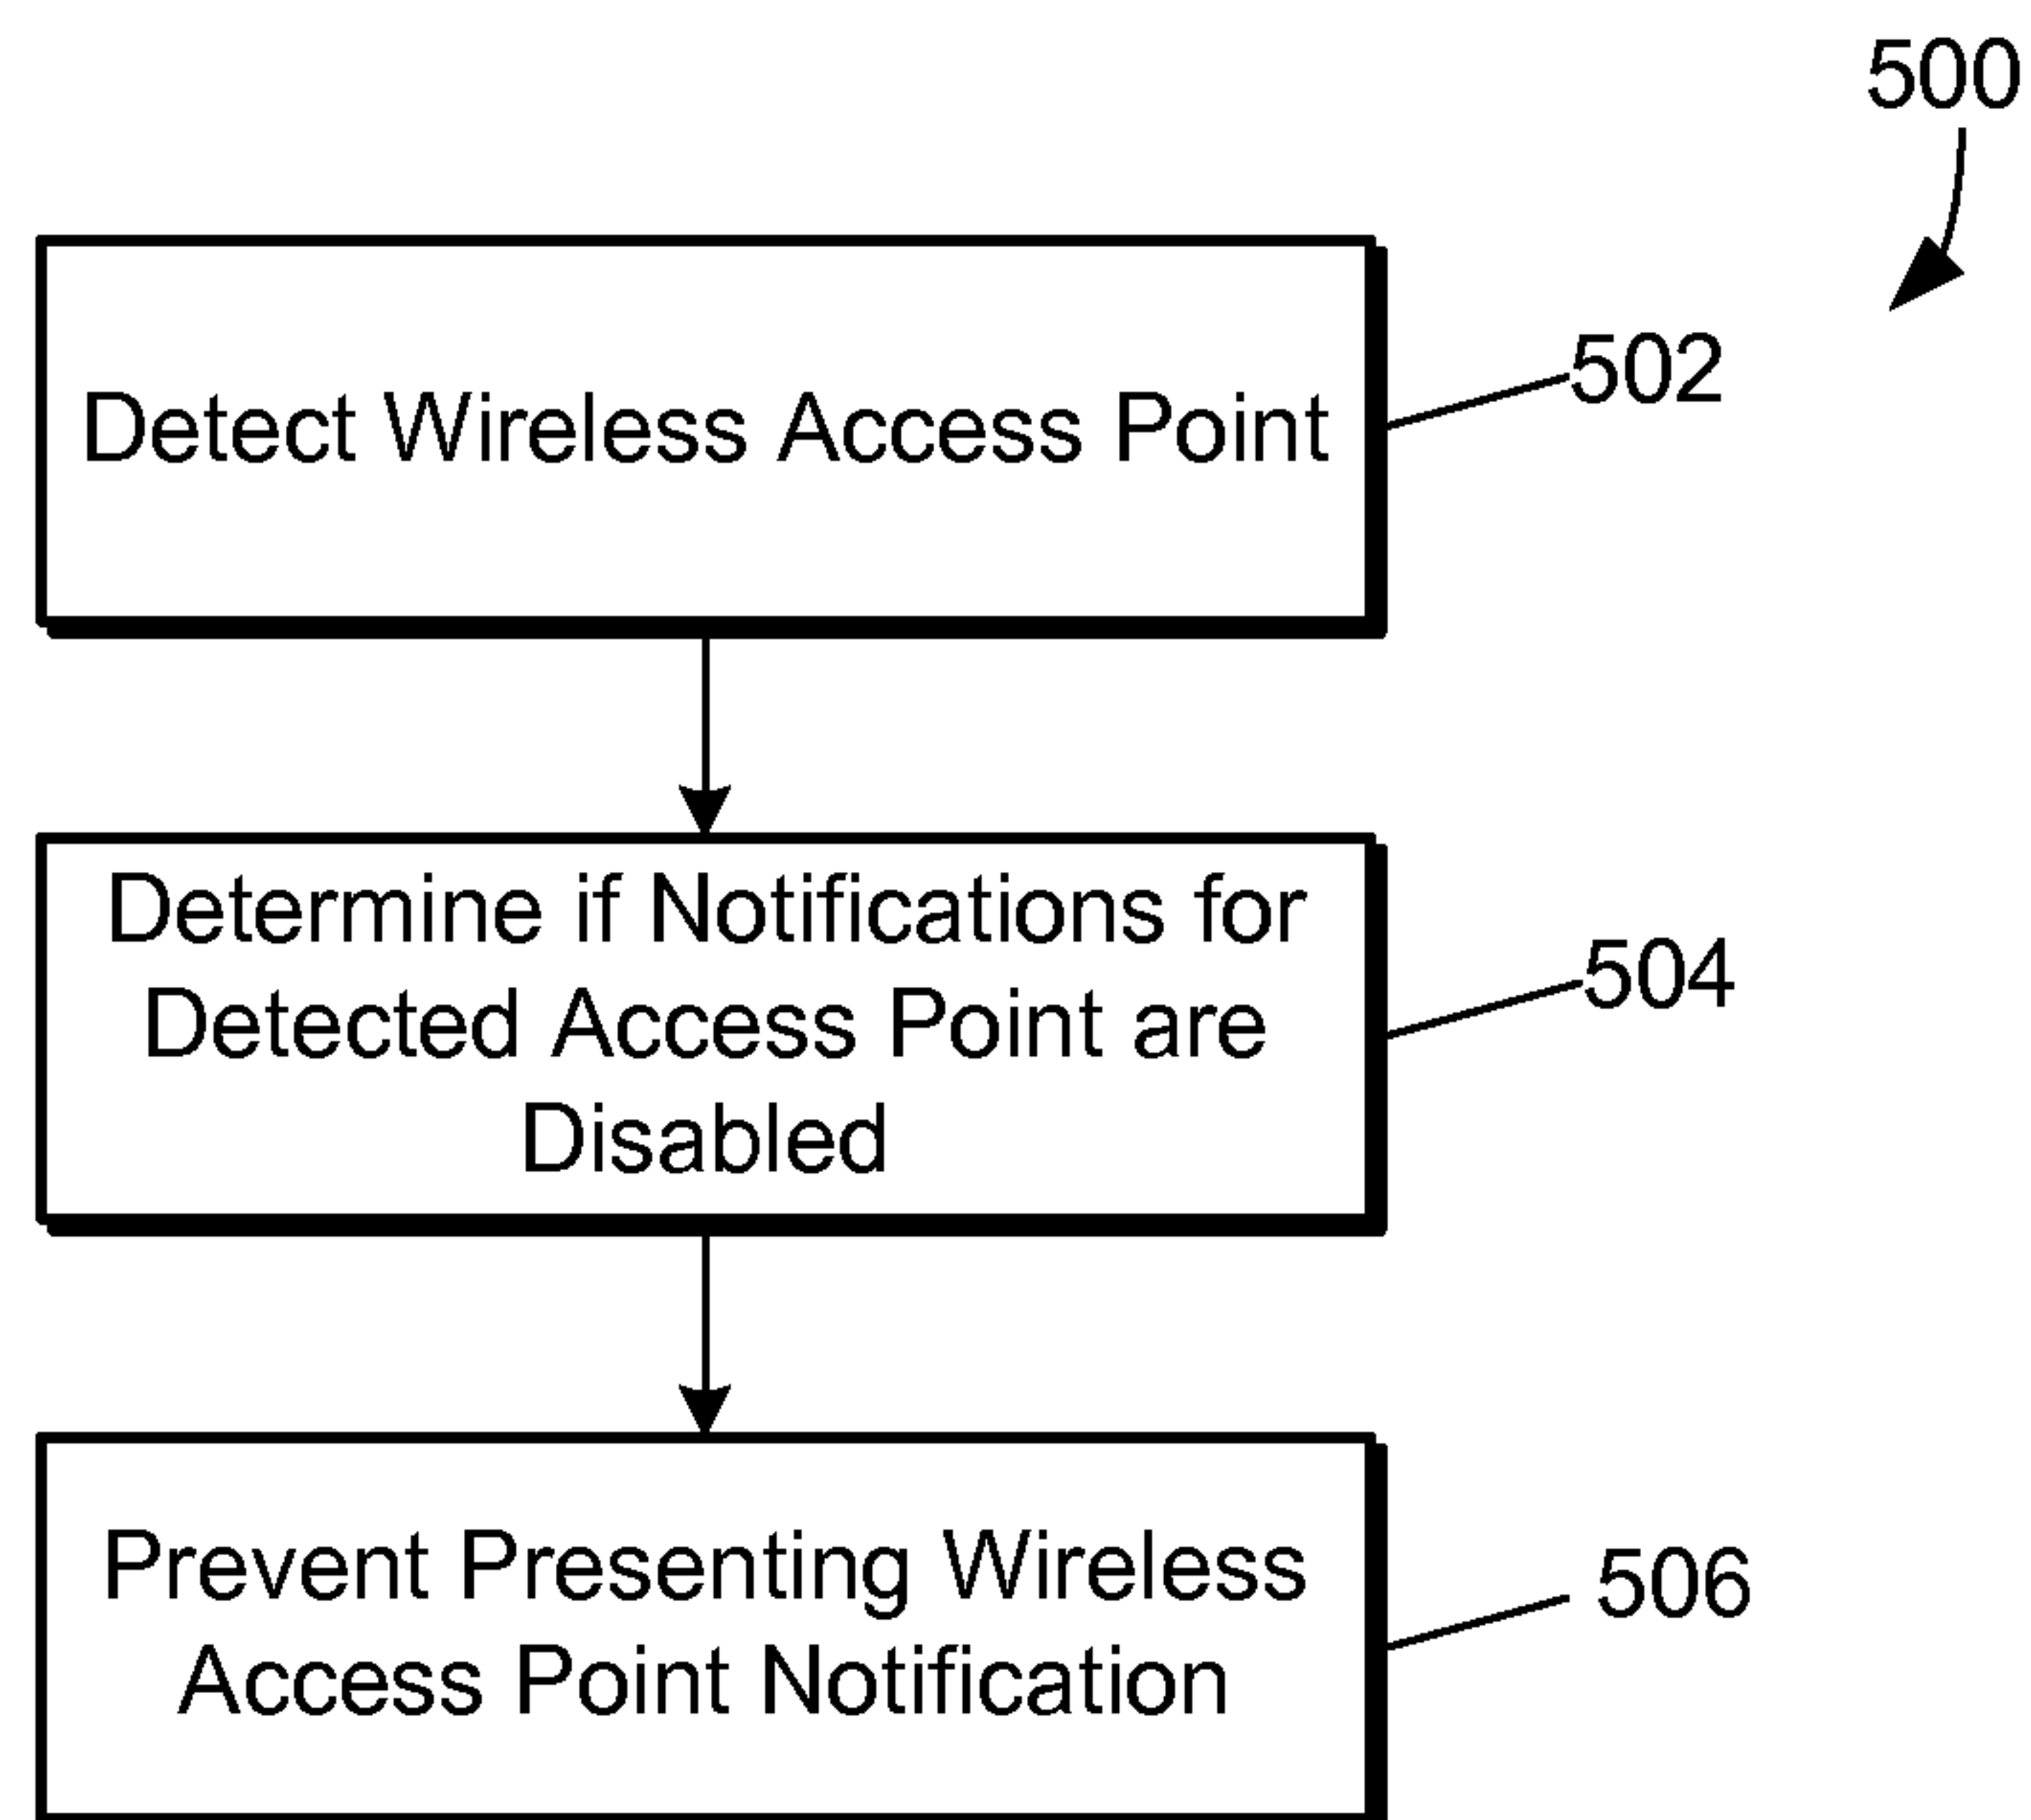 500
Detect Wireless Access Point
502
Determine if Notifications for
Detected Access Point are
Disabled
504
Prevent Presenting Wireless
Access Point Notification
506